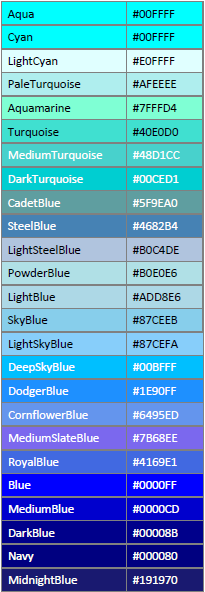 Aqua #00FFFF
Cyan #00FFFF
LightCyan #E0FFFF
PaleTurquoise #AFEEEE
Aquamarine #7FFFD4
Turquoise #40E0D0
MediumTurquoise #48D1CC
DarkTurquoise #00CED1
CadetBlue #5F9EA0
SteelBlue #4682B4
LightSteelBlue #B0C4DE
PowderBlue #B0E0E6
LightBlue #ADD8E6
SkyBlue #87CEEB
LightSkyBlue #87CEFA
DeepSkyBlue #00BFFF
DodgerBlue #1E90FF
CornflowerBlue #6495ED
MediumSlateBlue #7B68EE
RoyalBlue #4169E1
Blue #0000FF
MediumBlue #0000CD
DarkBlue #00008B
Navy #000080
MidnightBlue #191970